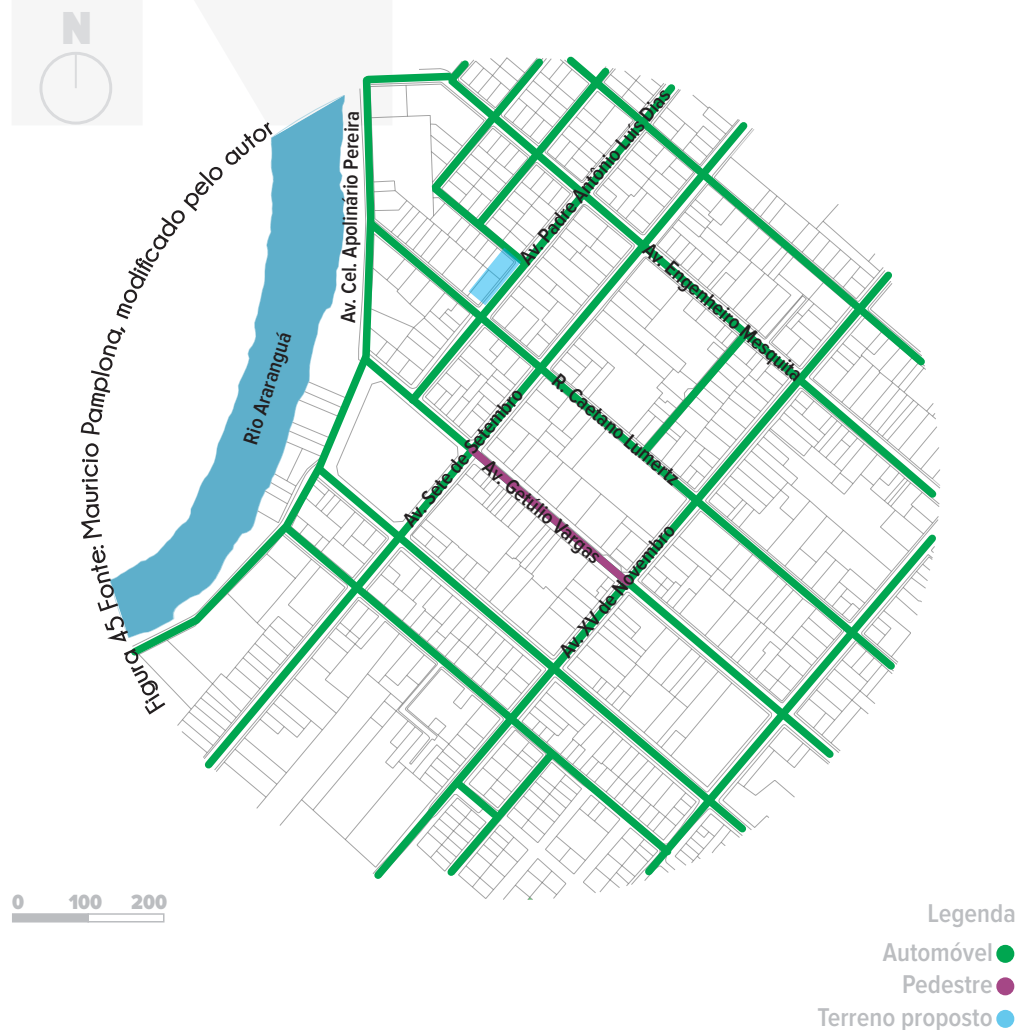 N
Figura 45 Fonte: Mauricio Pamplona, modificado pelo autor
Rio Araranguá
Av. Cel. Apolinário Pereira
Av. Padre Antônio Luís Dias
Av. Engenheiro Mesquita
R. Caetano Lumertz
Av. Sete de Setembro
Av. Getúlio Vargas
Av. XV de Novembro
0 100 200
Legenda
Automóvel
Pedestre
Terreno proposto